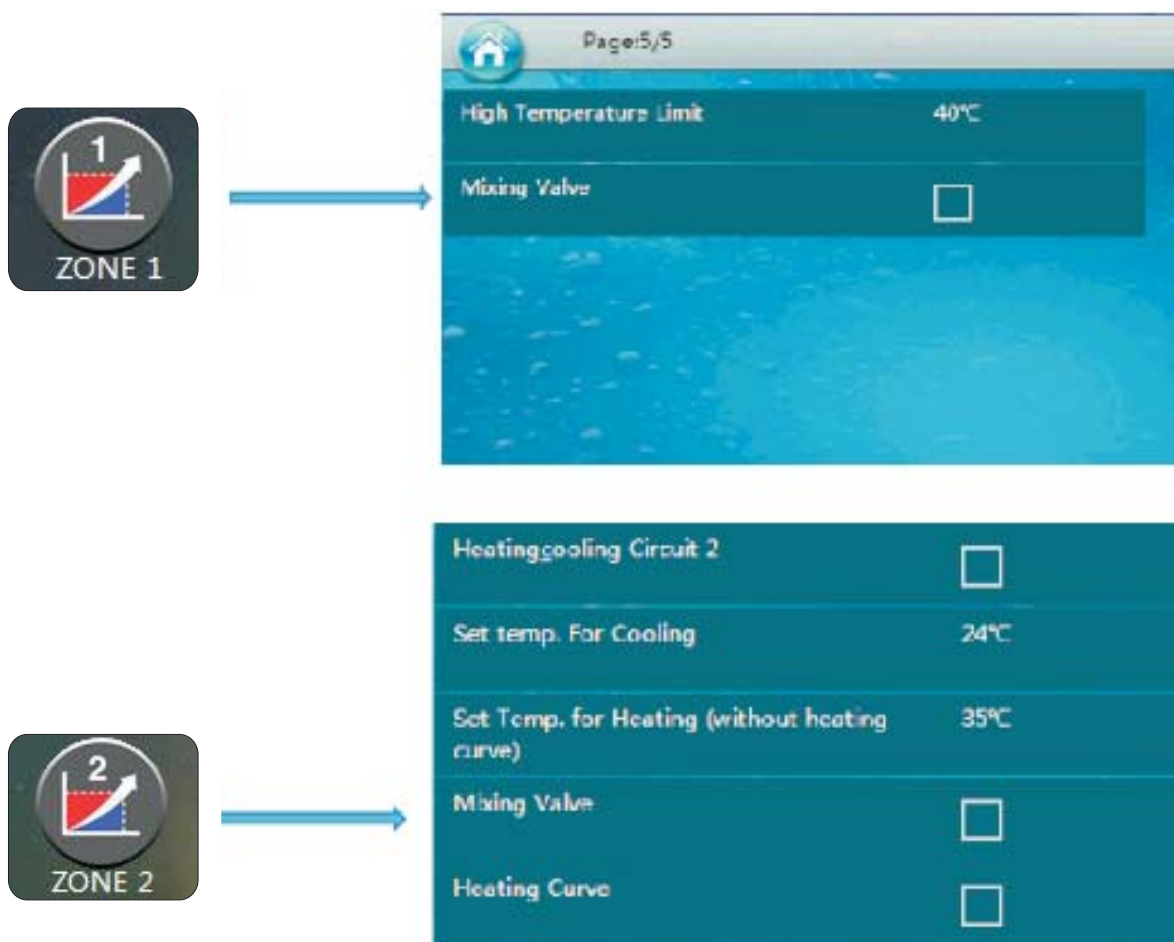 Page:5/5
High Temperature Limit 40℃
Mixing Valve
1
ZONE 1
Heatingcooling Circuit 2
Set temp. For Cooling 24℃
Set Temp. for Heating (without heating
curve) 35℃
Mixing Valve
Heating Curve
2
ZONE 2